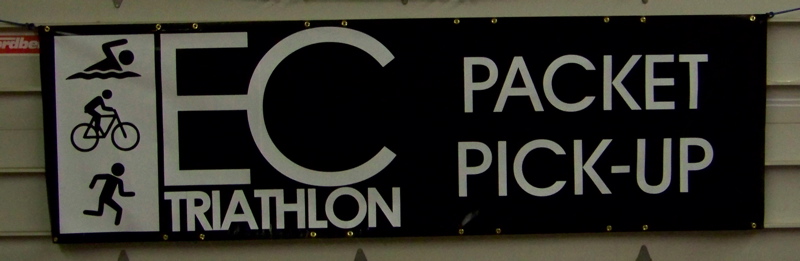 EC
TRIATHLON
PACKET
PICK-UP